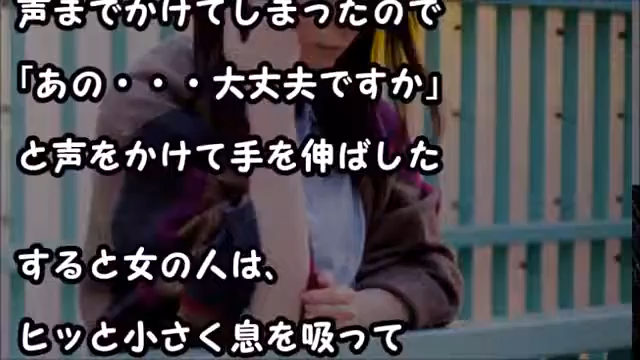 声までかけてしまったので
「あの・・・大丈夫ですか」
と声をかけて手を伸ばした
すると女の人は、
ヒッと小さく息を吸って